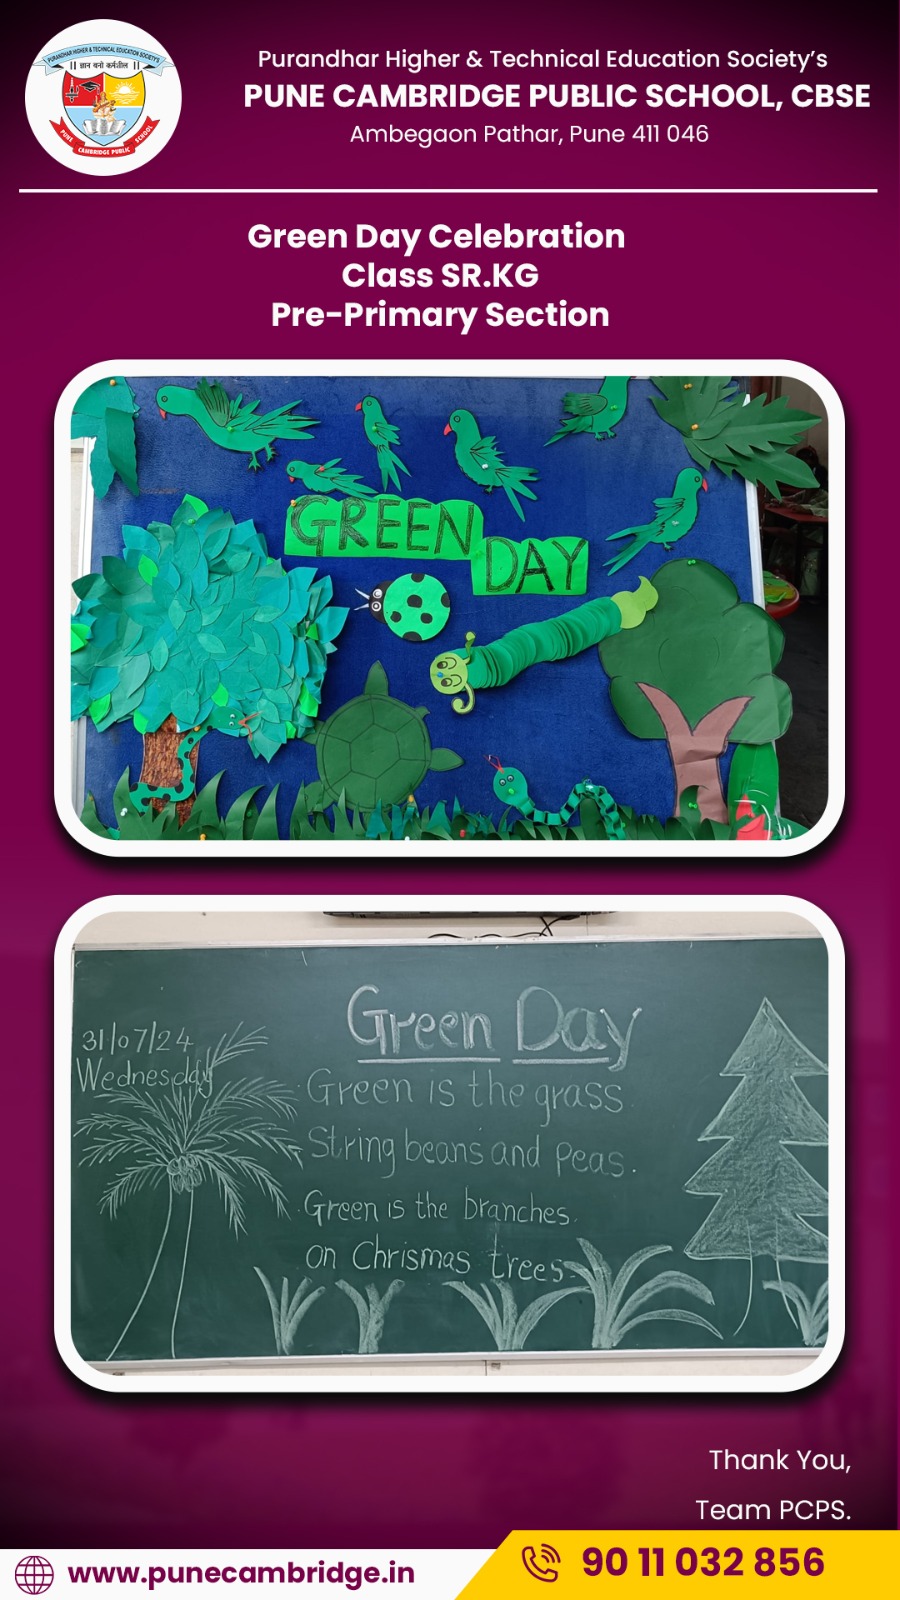 PURANDHAR HIGHER & TECHNICAL EDUCATION SOCIETY'S
|| ज्ञान बनो कर्मशील ||
PUNE CAMBRIDGE PUBLIC SCHOOL
Purandhar Higher & Technical Education Society’s
PUNE CAMBRIDGE PUBLIC SCHOOL, CBSE
Ambegaon Pathar, Pune 411 046
Green Day Celebration
Class SR.KG
Pre-Primary Section
GREEN
DAY
Green Day
31/07/24
Wednesday
Green is the grass
String beans and peas.
Green is the branches.
on Chrismas trees
Thank You,
Team PCPS.
www.punecambridge.in
90 11 032 856